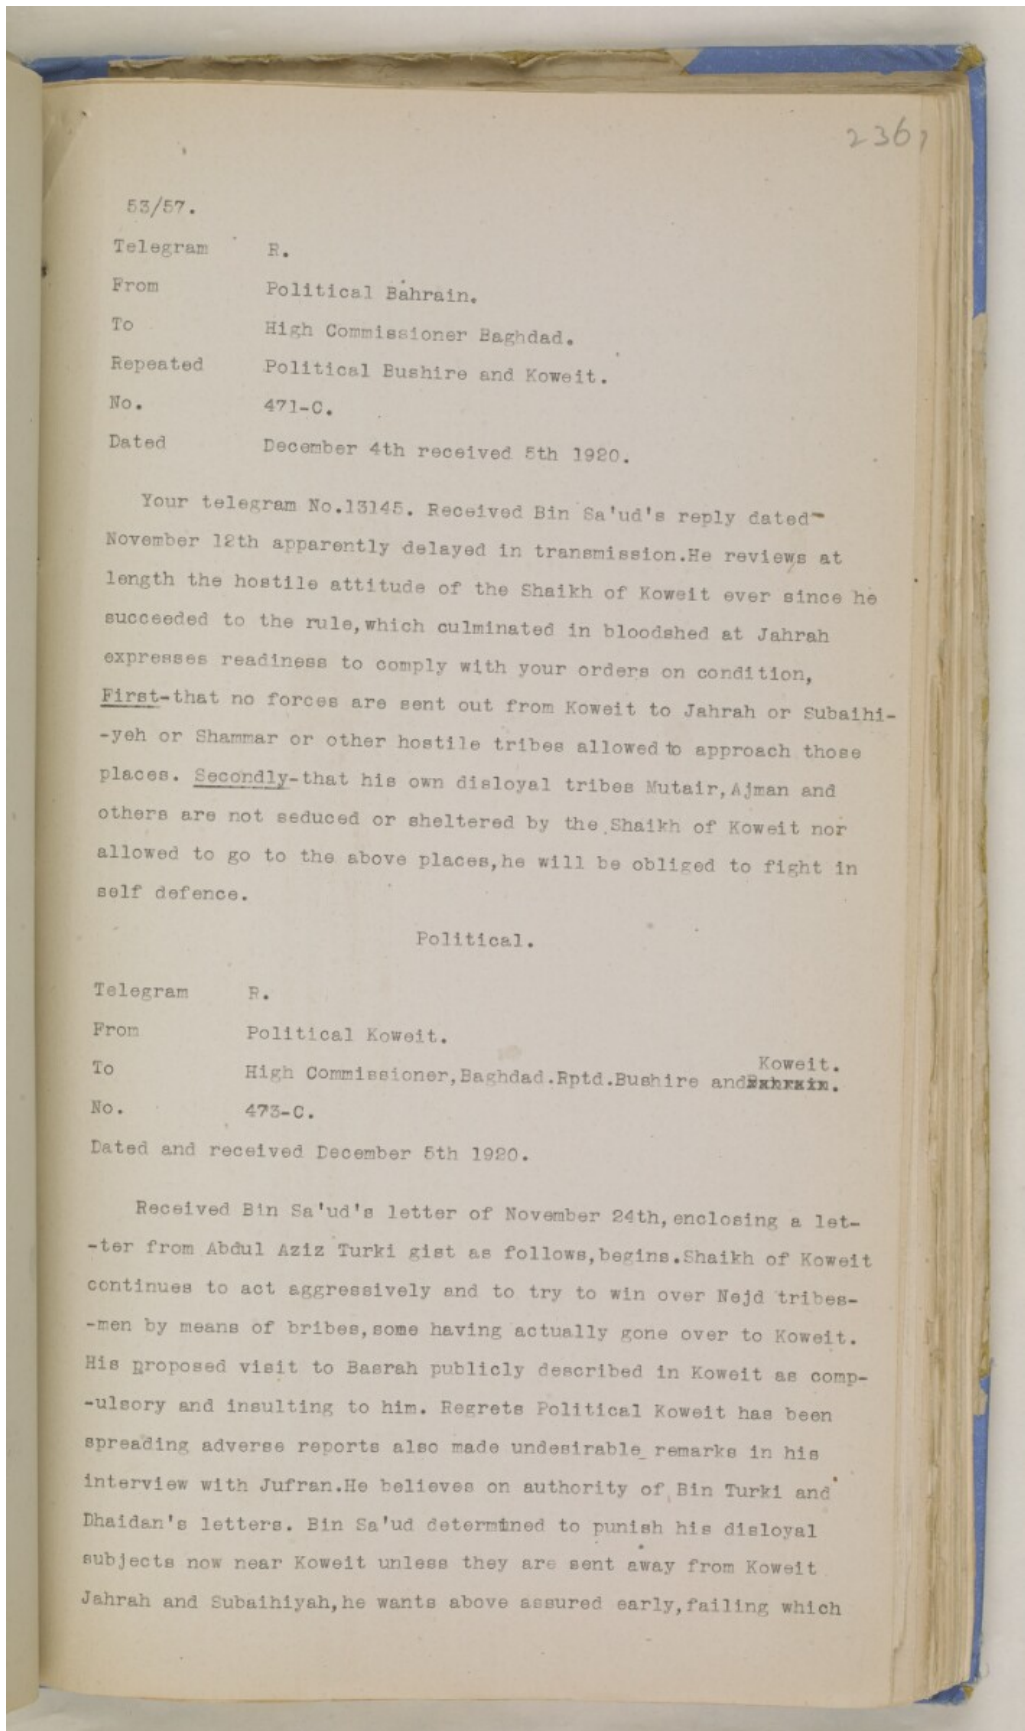 236
53/57.
Telegram R.
From Political Bahrain.
To High Commissioner Baghdad.
Repeated Political Bushire and Koweit.
No. 471-C.
Dated December 4th received 5th 1920.
Your telegram No.13145. Received Bin Sa'ud's reply dated-
November 12th apparently delayed in transmission.He reviews at
length the hostile attitude of the Shaikh of Koweit ever since he
succeeded to the rule,which culminated in bloodshed at Jahrah
expresses readiness to comply with your orders on condition,
First-that no forces are sent out from Koweit to Jahrah or Subaihi-
-yeh or Shammar or other hostile tribes allowed to approach those
places. Secondly-that his own disloyal tribes Mutair,Ajman and
others are not seduced or sheltered by the Shaikh of Koweit nor
allowed to go to the above places,he will be obliged to fight in
self defence.
Political.
Telegram R.
From Political Koweit.
Koweit.
To High Commissioner,Baghdad.Rptd.Bushire and Bahrain.
No. 473-C.
Dated and received December 5th 1920.
Received Bin Sa'ud's letter of November 24th,enclosing a let-
-ter from Abdul Aziz Turki gist as follows,begins.Shaikh of Koweit
continues to act aggressively and to try to win over Nejd tribes-
-men by means of bribes,some having actually gone over to Koweit.
His proposed visit to Basrah publicly described in Koweit as comp-
-ulsory and insulting to him. Regrets Political Koweit has been
spreading adverse reports also made undesirable remarks in his
interview with Jufran.He believes on authority of Bin Turki and
Dhaidan's letters. Bin Sa'ud determined to punish his disloyal
subjects now near Koweit unless they are sent away from Koweit
Jahrah and Subaihiyah,he wants above assured early,failing which